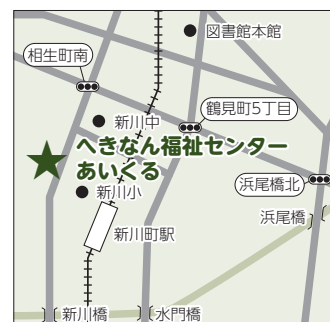 図書館本館
相生町南
新川中
鶴見町5丁目
へきなん福祉センター
あいくる
新川小
浜尾橋北
新川町駅
浜尾橋
新川橋
水門橋